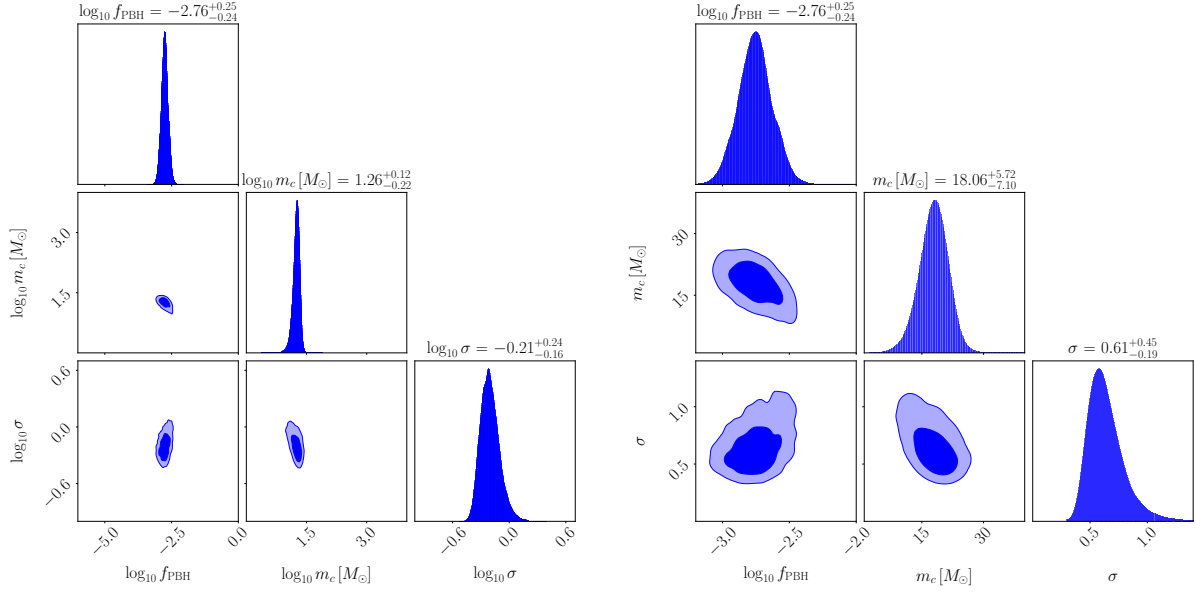 log₁₀ f_PBH = −2.76^{+0.25}_{−0.24}
log₁₀ f_PBH = −2.76^{+0.25}_{−0.24}
log₁₀ m_c [M_⊙] = 1.26^{+0.12}_{−0.22}
m_c [M_⊙] = 18.06^{+5.72}_{−7.10}
3.0
1.5
log₁₀ m_c [M_⊙]
30
15
m_c [M_⊙]
log₁₀ σ = −0.21^{+0.24}_{−0.16}
σ = 0.61^{+0.45}_{−0.19}
0.6
0.0
−0.6
log₁₀ σ
1.0
0.5
σ
−5.0 −2.5 0.0 1.5 3.0 −0.6 0.0 0.6
−3.0 −2.5 −2.0 15 30 0.5 1.0
log₁₀ f_PBH log₁₀ m_c [M_⊙] log₁₀ σ
log₁₀ f_PBH m_c [M_⊙] σ